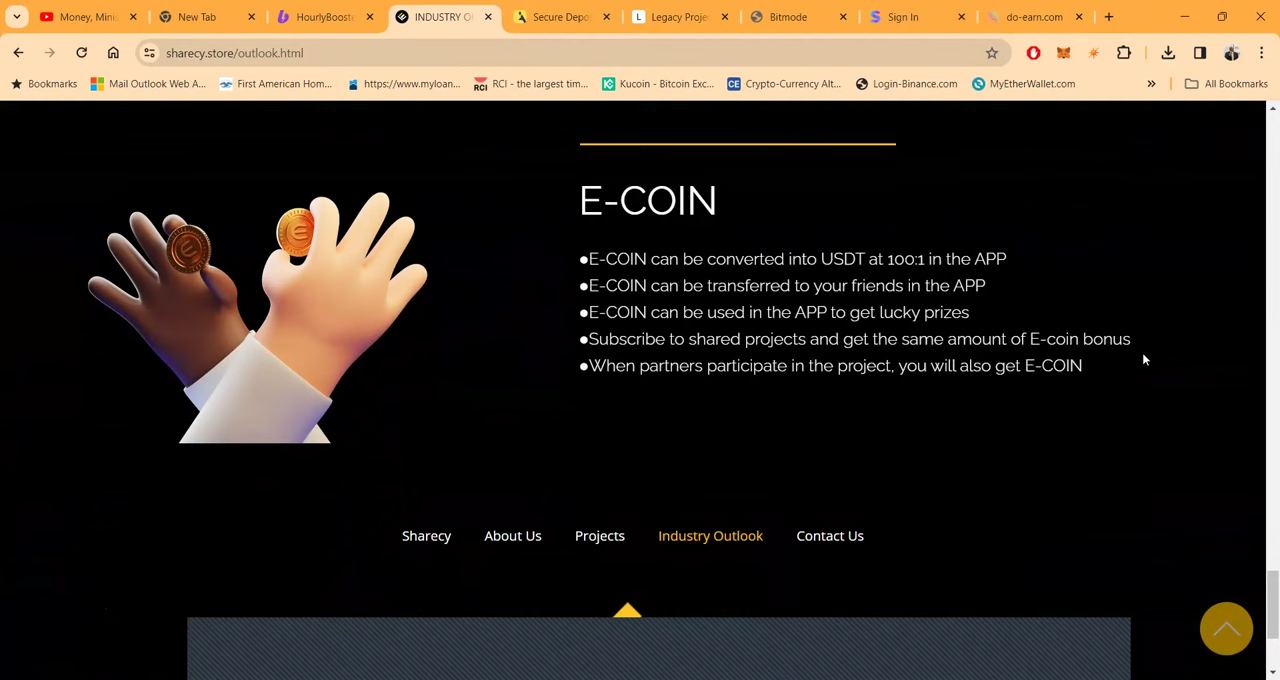 Money, Mini
New Tab
HourlyBooste
INDUSTRY O
Secure Depo
Legacy Proje
Bitmode
Sign In
do-earn.com
sharecy.store/outlook.html
Bookmarks
Mail Outlook Web A...
First American Hom...
https://www.myloan...
RCI
RCI - the largest tim...
Kucoin - Bitcoin Exc...
CE
Crypto-Currency Alt...
Login-Binance.com
MyEtherWallet.com
All Bookmarks
E-COIN
●E-COIN can be converted into USDT at 100:1 in the APP
●E-COIN can be transferred to your friends in the APP
●E-COIN can be used in the APP to get lucky prizes
●Subscribe to shared projects and get the same amount of E-coin bonus
●When partners participate in the project, you will also get E-COIN
Sharecy
About Us
Projects
Industry Outlook
Contact Us